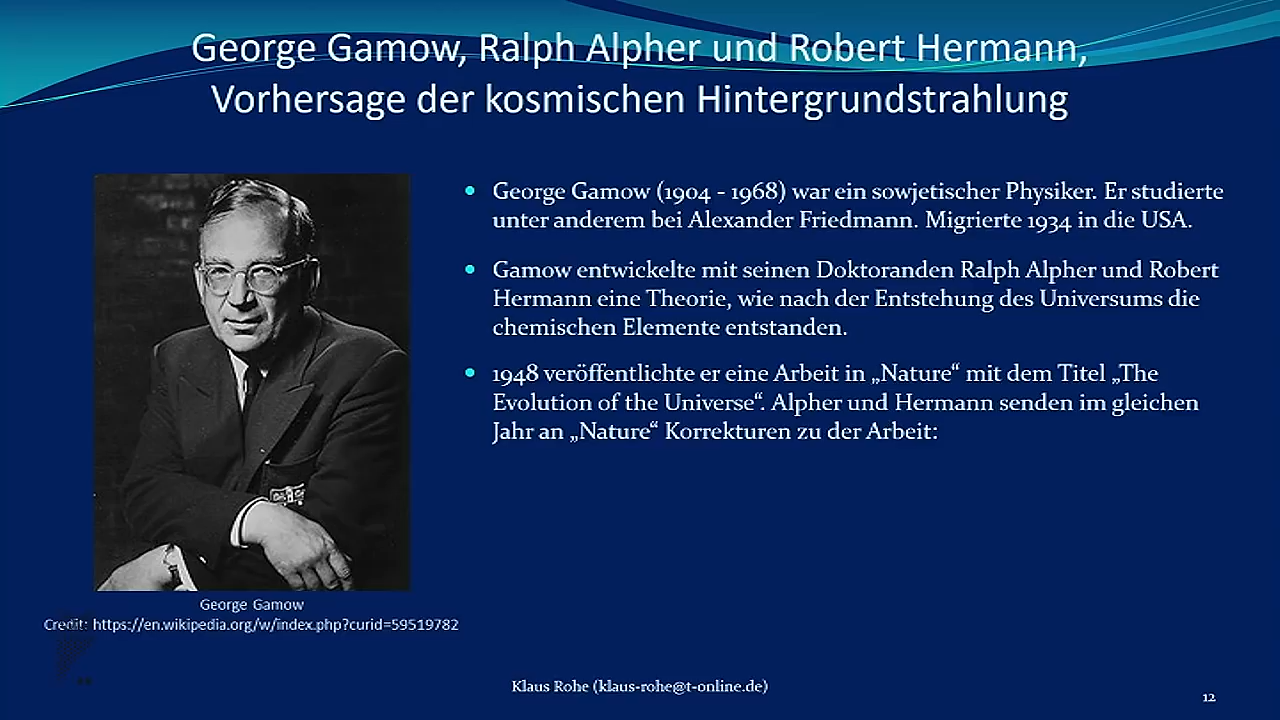 George Gamow, Ralph Alpher und Robert Hermann,
Vorhersage der kosmischen Hintergrundstrahlung
• George Gamow (1904 - 1968) war ein sowjetischer Physiker. Er studierte
unter anderem bei Alexander Friedmann. Migrierte 1934 in die USA.
• Gamow entwickelte mit seinen Doktoranden Ralph Alpher und Robert
Hermann eine Theorie, wie nach der Entstehung des Universums die
chemischen Elemente entstanden.
• 1948 veröffentlichte er eine Arbeit in „Nature“ mit dem Titel „The
Evolution of the Universe“. Alpher und Hermann senden im gleichen
Jahr an „Nature“ Korrekturen zu der Arbeit:
George Gamow
Credit: https://en.wikipedia.org/w/index.php?curid=59519782
Klaus Rohe (klaus-rohe@t-online.de)
12